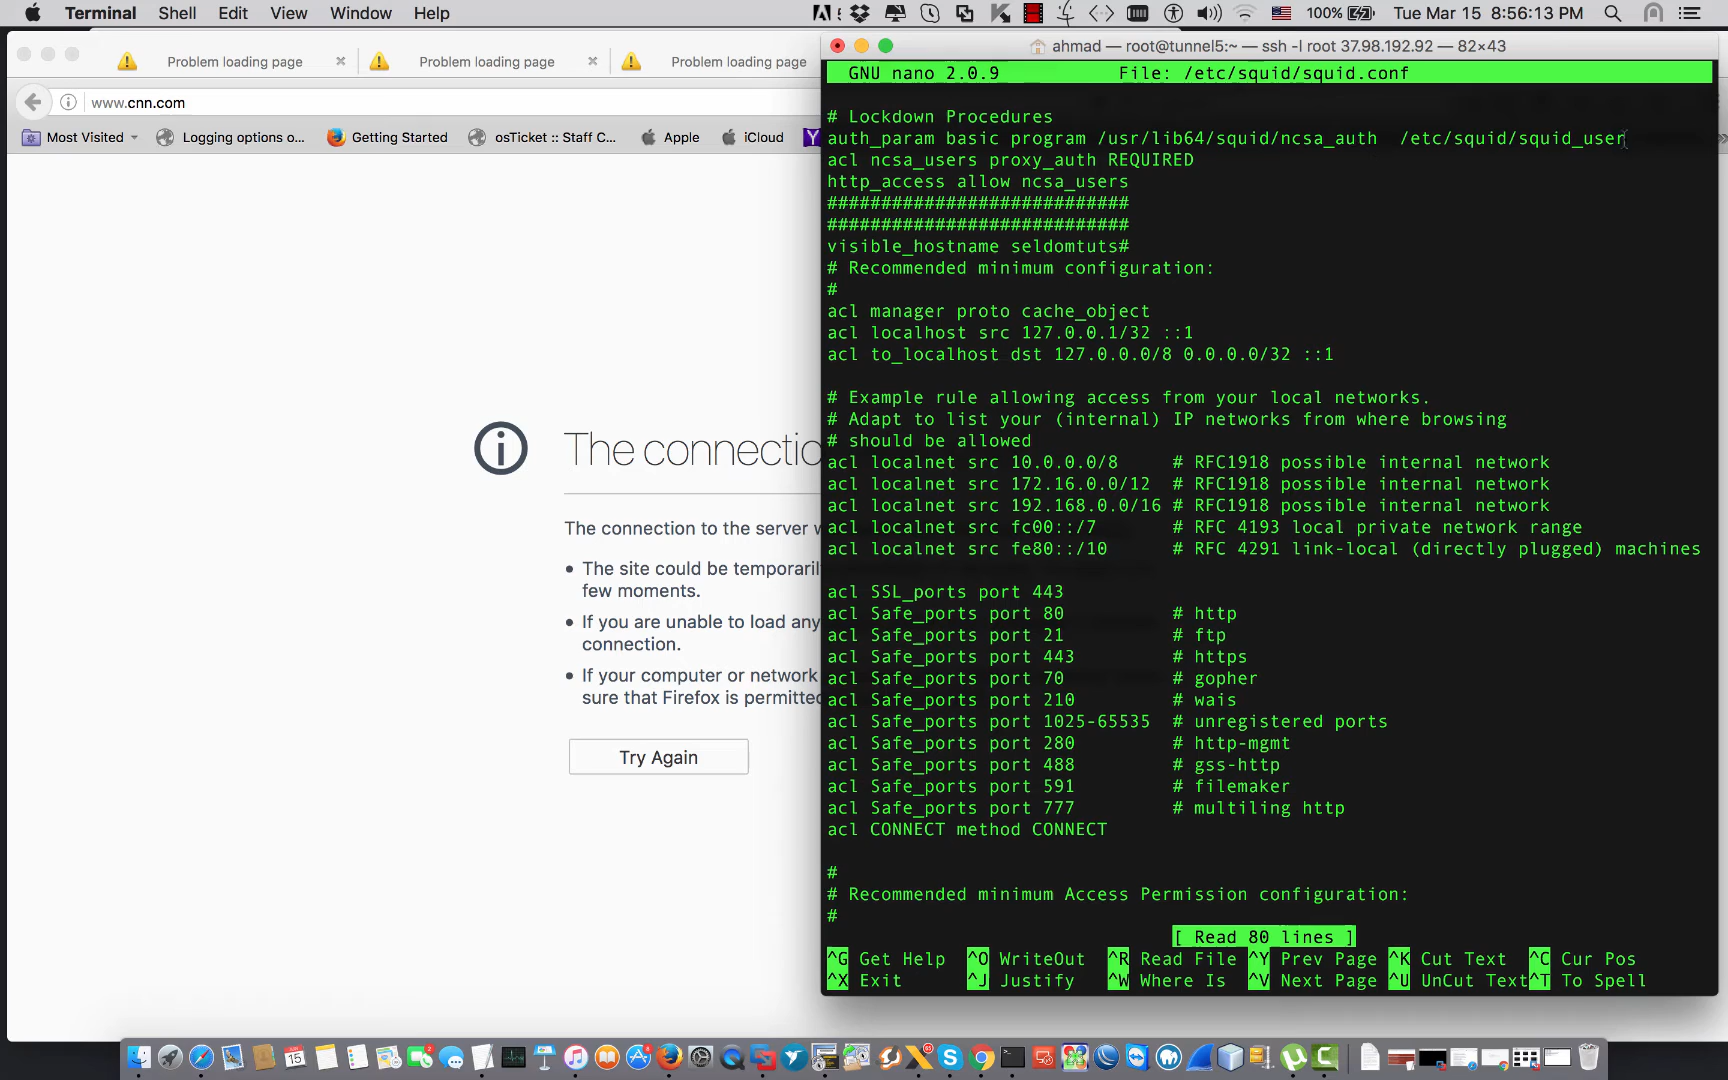 Terminal Shell Edit View Window Help 100% Tue Mar 15 8:56:13 PM
Problem loading page Problem loading page Problem loading page
www.cnn.com
Most Visited Logging options o... Getting Started osTicket :: Staff C... Apple iCloud
The connectio
The connection to the server w
The site could be temporaril
few moments.
If you are unable to load any
connection.
If your computer or network
sure that Firefox is permitted
Try Again
ahmad — root@tunnel5:~ — ssh -l root 37.98.192.92 — 82×43
GNU nano 2.0.9 File: /etc/squid/squid.conf
# Lockdown Procedures
auth_param basic program /usr/lib64/squid/ncsa_auth /etc/squid/squid_user
acl ncsa_users proxy_auth REQUIRED
http_access allow ncsa_users
############################
############################
visible_hostname seldomtuts#
# Recommended minimum configuration:
#
acl manager proto cache_object
acl localhost src 127.0.0.1/32 ::1
acl to_localhost dst 127.0.0.0/8 0.0.0.0/32 ::1
# Example rule allowing access from your local networks.
# Adapt to list your (internal) IP networks from where browsing
# should be allowed
acl localnet src 10.0.0.0/8 # RFC1918 possible internal network
acl localnet src 172.16.0.0/12 # RFC1918 possible internal network
acl localnet src 192.168.0.0/16 # RFC1918 possible internal network
acl localnet src fc00::/7 # RFC 4193 local private network range
acl localnet src fe80::/10 # RFC 4291 link-local (directly plugged) machines
acl SSL_ports port 443
acl Safe_ports port 80 # http
acl Safe_ports port 21 # ftp
acl Safe_ports port 443 # https
acl Safe_ports port 70 # gopher
acl Safe_ports port 210 # wais
acl Safe_ports port 1025-65535 # unregistered ports
acl Safe_ports port 280 # http-mgmt
acl Safe_ports port 488 # gss-http
acl Safe_ports port 591 # filemaker
acl Safe_ports port 777 # multiling http
acl CONNECT method CONNECT
#
# Recommended minimum Access Permission configuration:
#
[ Read 80 lines ]
^G Get Help ^O WriteOut ^R Read File ^Y Prev Page ^K Cut Text ^C Cur Pos
^X Exit ^J Justify ^W Where Is ^V Next Page ^U UnCut Text ^T To Spell